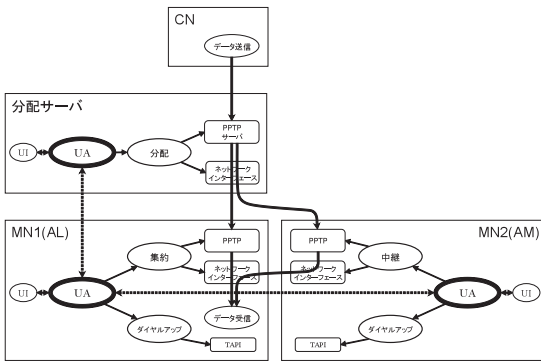 CN
データ送信
分配サーバ
PPTP
サーバ
UI
UA
分配
ネットワーク
インターフェース
MN1(AL)
MN2(AM)
PPTP
PPTP
集約
中継
ネットワーク
インターフェース
ネットワーク
インターフェース
UI
UA
UA
UI
データ受信
ダイヤルアップ
ダイヤルアップ
TAPI
TAPI